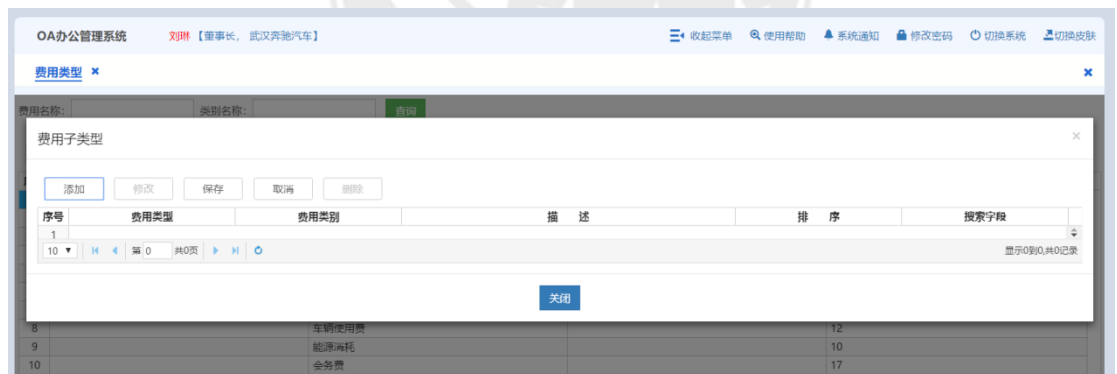 OA办公管理系统 刘琳【董事长, 武汉奔驰汽车】 收起菜单 使用帮助 系统通知 修改密码 切换系统 切换皮肤
费用类型 ×
费用名称: 类别名称: 查询
费用子类型 ×
添加 修改 保存 取消 删除
序号 费用类型 费用类别 描 述 排 序 搜索字段
1
10 第 0 共0页 显示0到0,共0记录
关闭
8 车辆使用费 12
9 能源消耗 10
10 会务费 17